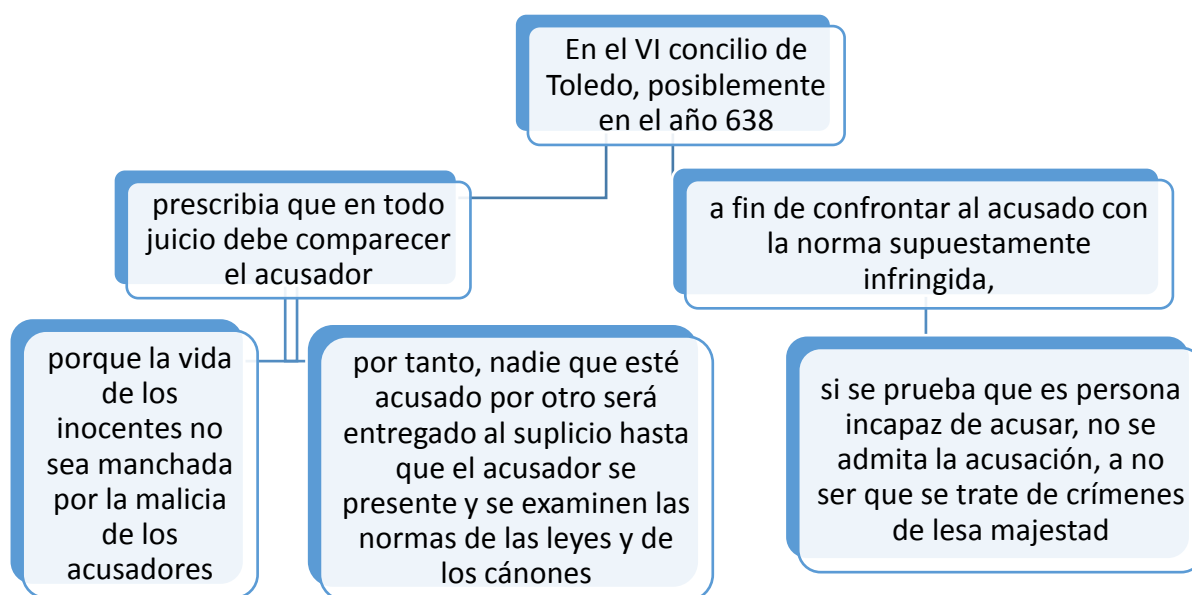 En el VI concilio de
Toledo, posiblemente
en el año 638
prescribia que en todo
juicio debe comparecer
el acusador
a fin de confrontar al acusado con
la norma supuestamente
infringida,
porque la vida
de los
inocentes no
sea manchada
por la malicia
de los
acusadores
por tanto, nadie que esté
acusado por otro será
entregado al suplicio hasta
que el acusador se
presente y se examinen las
normas de las leyes y de
los cánones
si se prueba que es persona
incapaz de acusar, no se
admita la acusación, a no
ser que se trate de crímenes
de lesa majestad